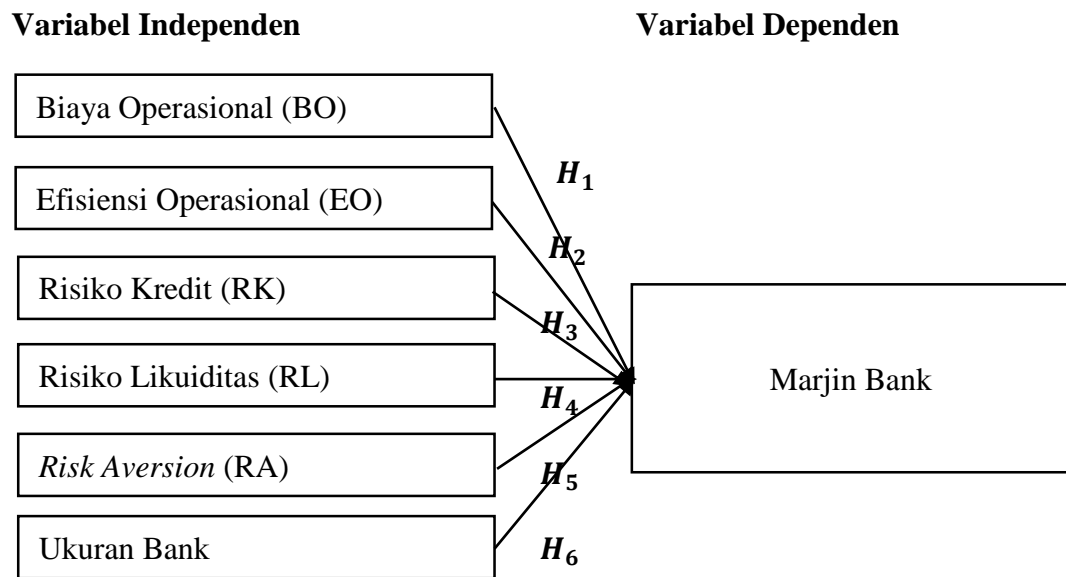 Variabel Independen
Variabel Dependen
Biaya Operasional (BO)
H₁
Efisiensi Operasional (EO)
H₂
Risiko Kredit (RK)
H₃
Risiko Likuiditas (RL)
Marjin Bank
H₄
Risk Aversion (RA)
H₅
Ukuran Bank
H₆